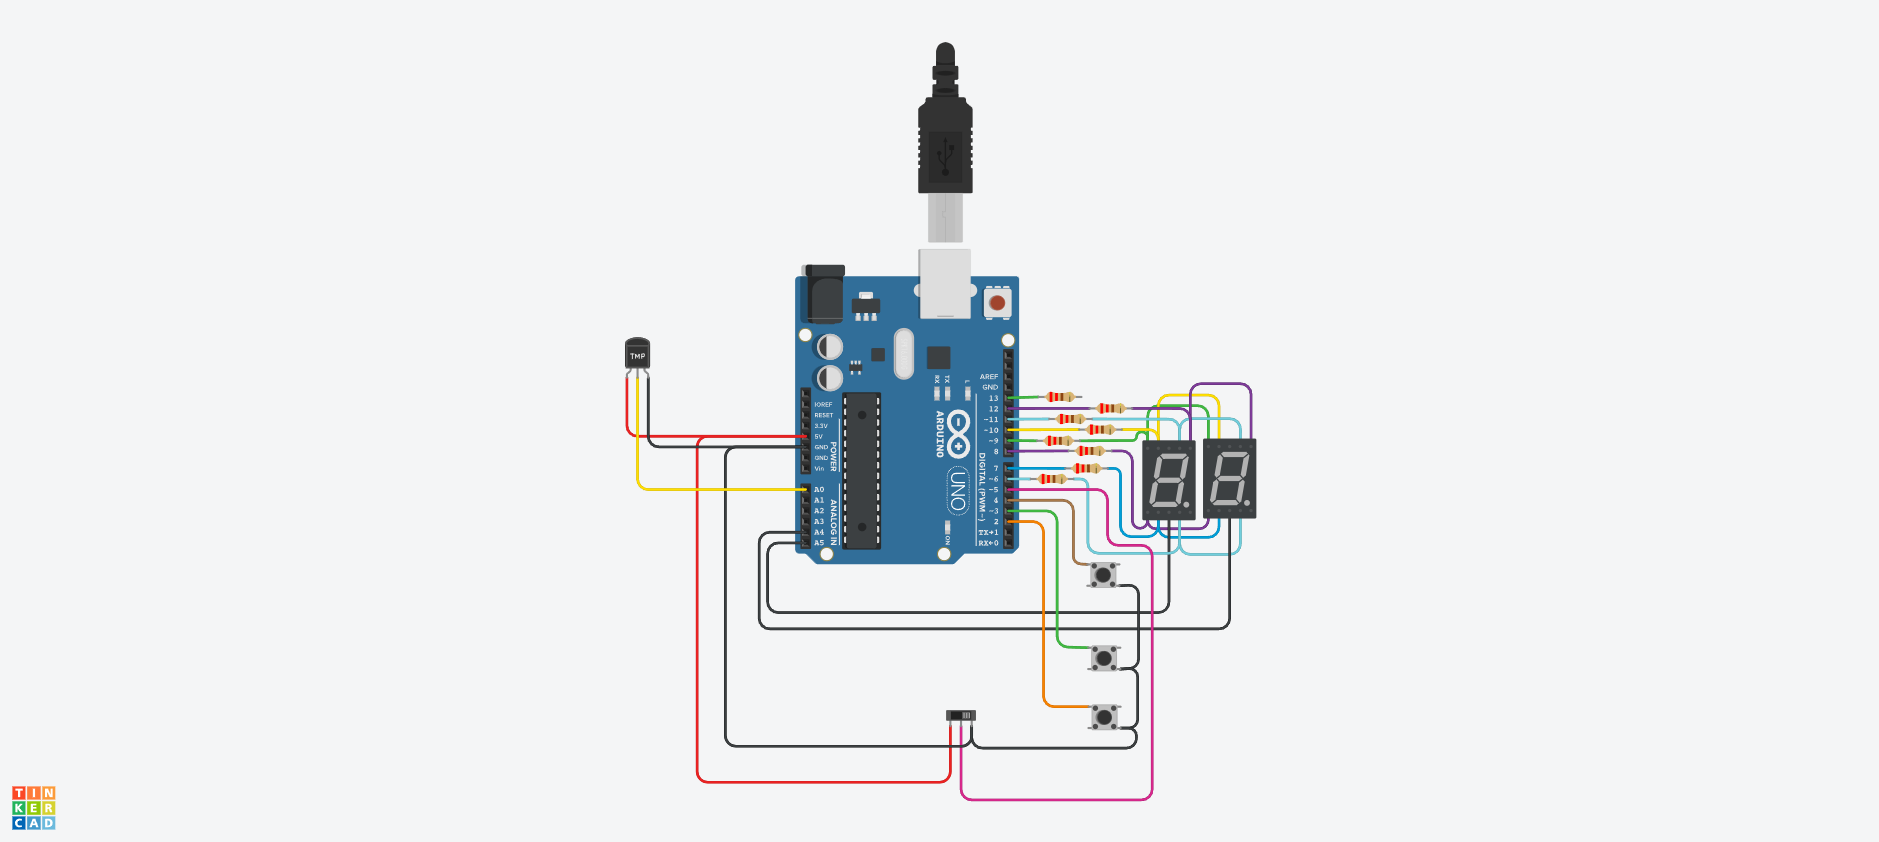 TMP
IOREF
RESET
3.3V
5V
GND
GND
Vin
POWER
A0
A1
A2
A3
A4
A5
ANALOG IN
RX
TX
L
ARDUINO
UNO
ON
AREF
GND
13
12
~11
~10
~9
8
7
~6
~5
4
~3
2
TX→1
RX←0
DIGITAL (PWM~)
TIN
KER
CAD